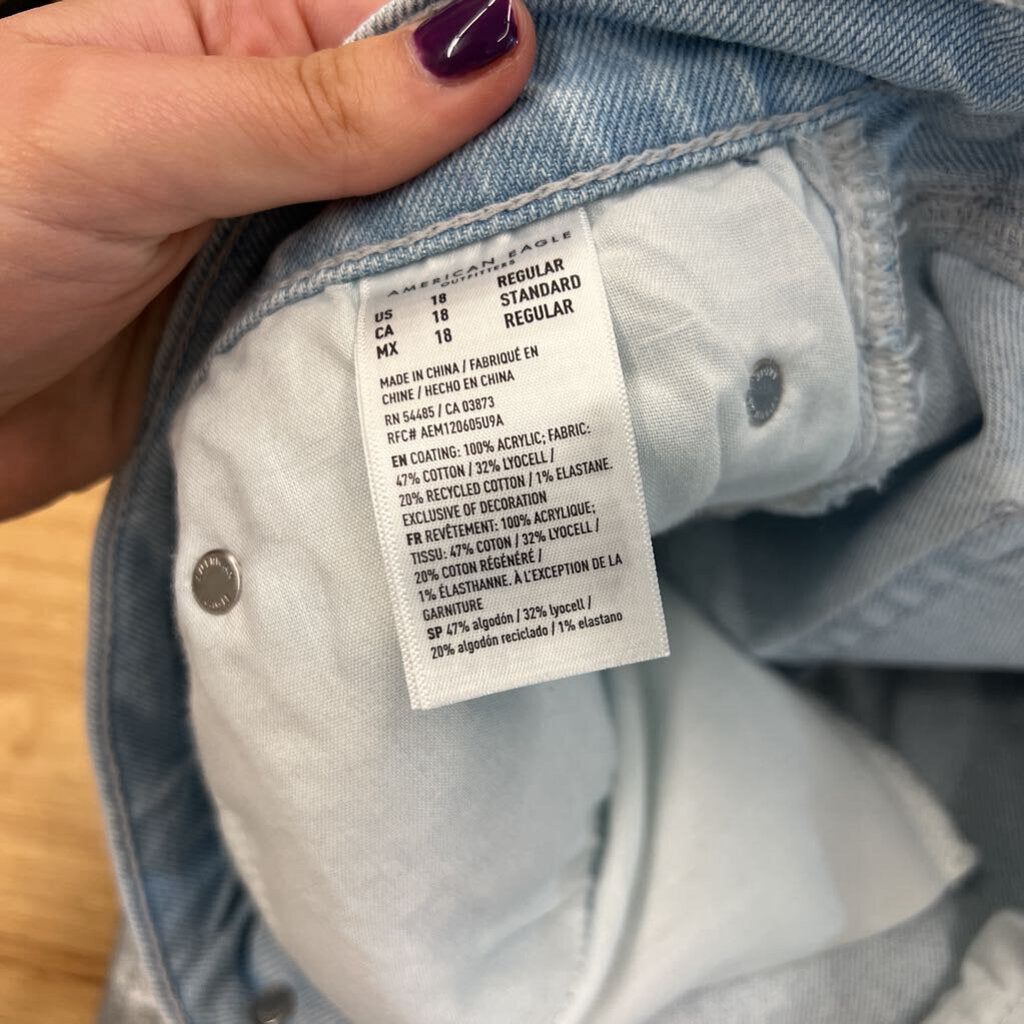 AMERICAN EAGLE
OUTFITTERS
US 18 REGULAR
CA 18 STANDARD
MX 18 REGULAR
MADE IN CHINA / FABRIQUÉ EN
CHINE / HECHO EN CHINA
RN 54485 / CA 03873
RFC# AEM120605U9A
EN COATING: 100% ACRYLIC; FABRIC:
47% COTTON / 32% LYOCELL /
20% RECYCLED COTTON / 1% ELASTANE.
EXCLUSIVE OF DECORATION
FR REVÊTEMENT: 100% ACRYLIQUE;
TISSU: 47% COTON / 32% LYOCELL /
20% COTON RÉGÉNÉRÉ /
1% ÉLASTHANNE. À L'EXCEPTION DE LA
GARNITURE
SP 47% algodón / 32% lyocell /
20% algodón reciclado / 1% elastano